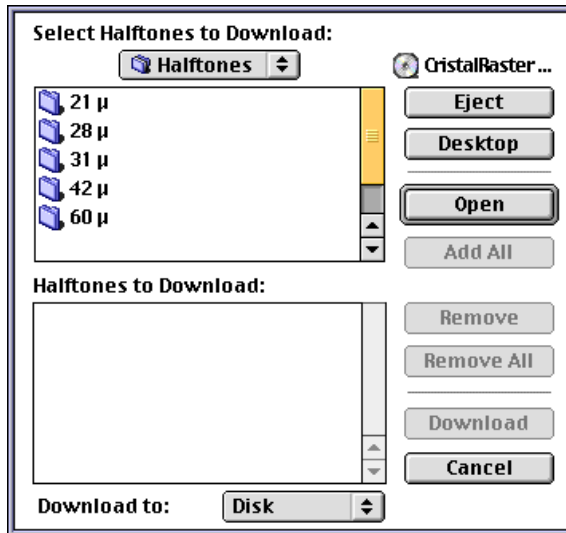 Select Halftones to Download:
Halftones
CristalRaster ...
21 µ
28 µ
31 µ
42 µ
60 µ
Eject
Desktop
Open
Add All
Halftones to Download:
Remove
Remove All
Download
Cancel
Download to:
Disk